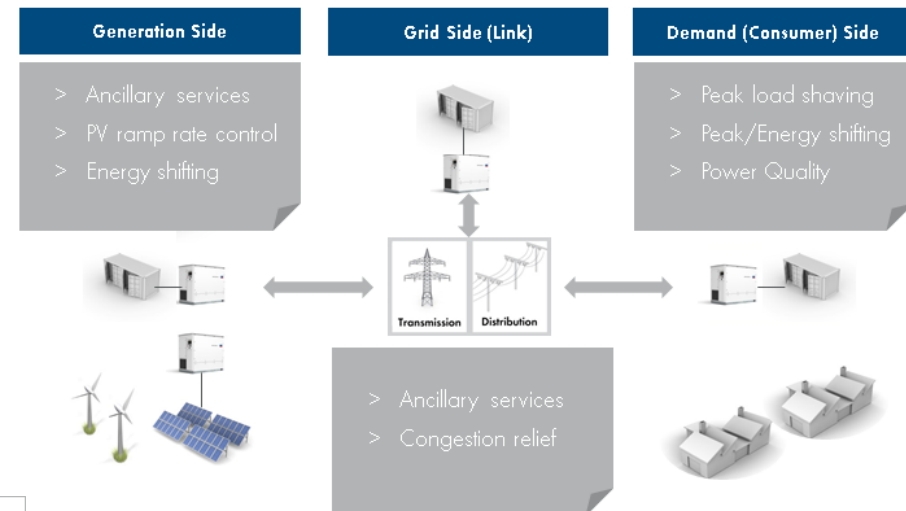 Generation Side
Grid Side (Link)
Demand (Consumer) Side
> Ancillary services
> PV ramp rate control
> Energy shifting
> Peak load shaving
> Peak/Energy shifting
> Power Quality
Transmission
Distribution
> Ancillary services
> Congestion relief